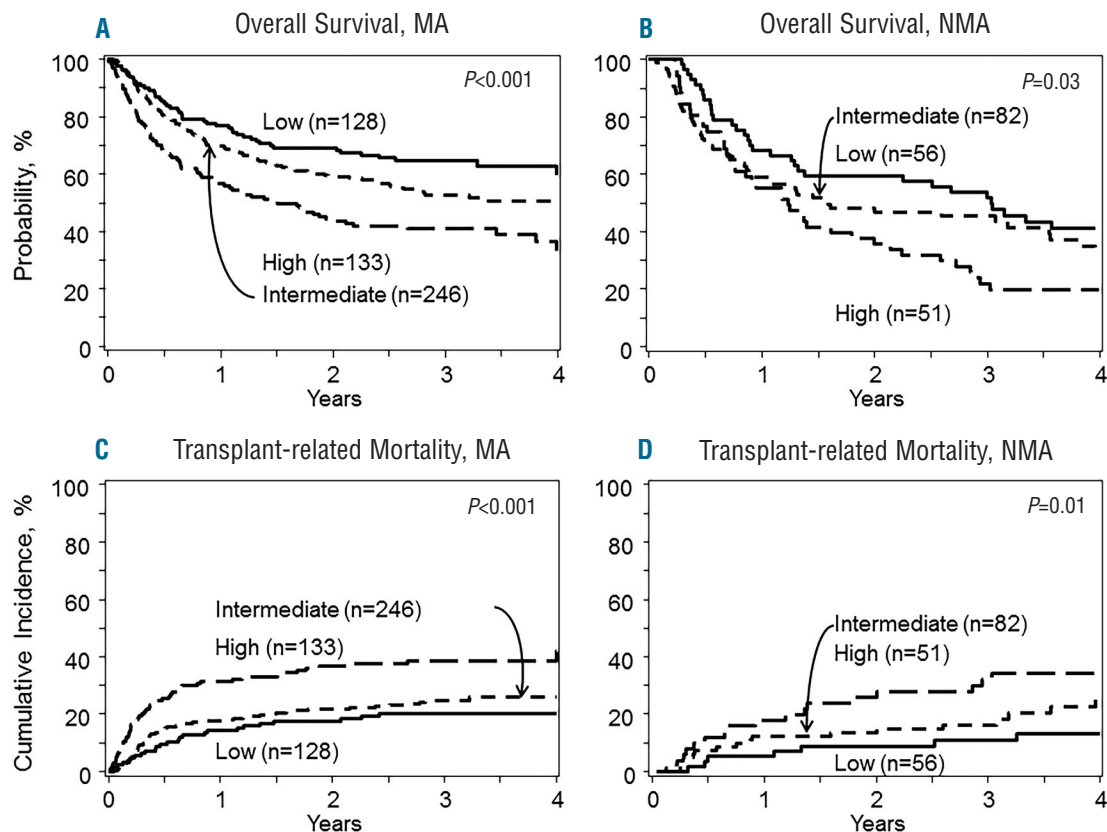 A Overall Survival, MA
P<0.001
Probability, %
100
80
60
40
20
0
Low (n=128)
High (n=133)
Intermediate (n=246)
0 1 2 3 4
Years
B Overall Survival, NMA
P=0.03
100
80
60
40
20
0
Intermediate (n=82)
Low (n=56)
High (n=51)
0 1 2 3 4
Years
C Transplant-related Mortality, MA
P<0.001
Cumulative Incidence, %
100
80
60
40
20
0
Intermediate (n=246)
High (n=133)
Low (n=128)
0 1 2 3 4
Years
D Transplant-related Mortality, NMA
P=0.01
100
80
60
40
20
0
Intermediate (n=82)
High (n=51)
Low (n=56)
0 1 2 3 4
Years